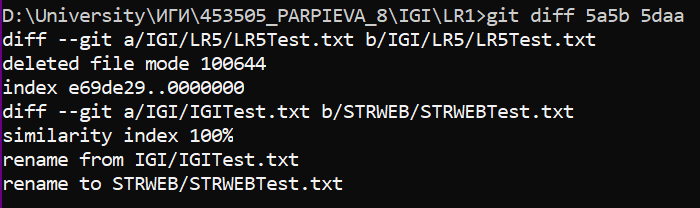 D:\University\ИГИ\453505_PARPIEVA_8\IGI\LR1>git diff 5a5b 5daa
diff --git a/IGI/LR5/LR5Test.txt b/IGI/LR5/LR5Test.txt
deleted file mode 100644
index e69de29..0000000
diff --git a/IGI/IGITest.txt b/STRWEB/STRWEBTest.txt
similarity index 100%
rename from IGI/IGITest.txt
rename to STRWEB/STRWEBTest.txt